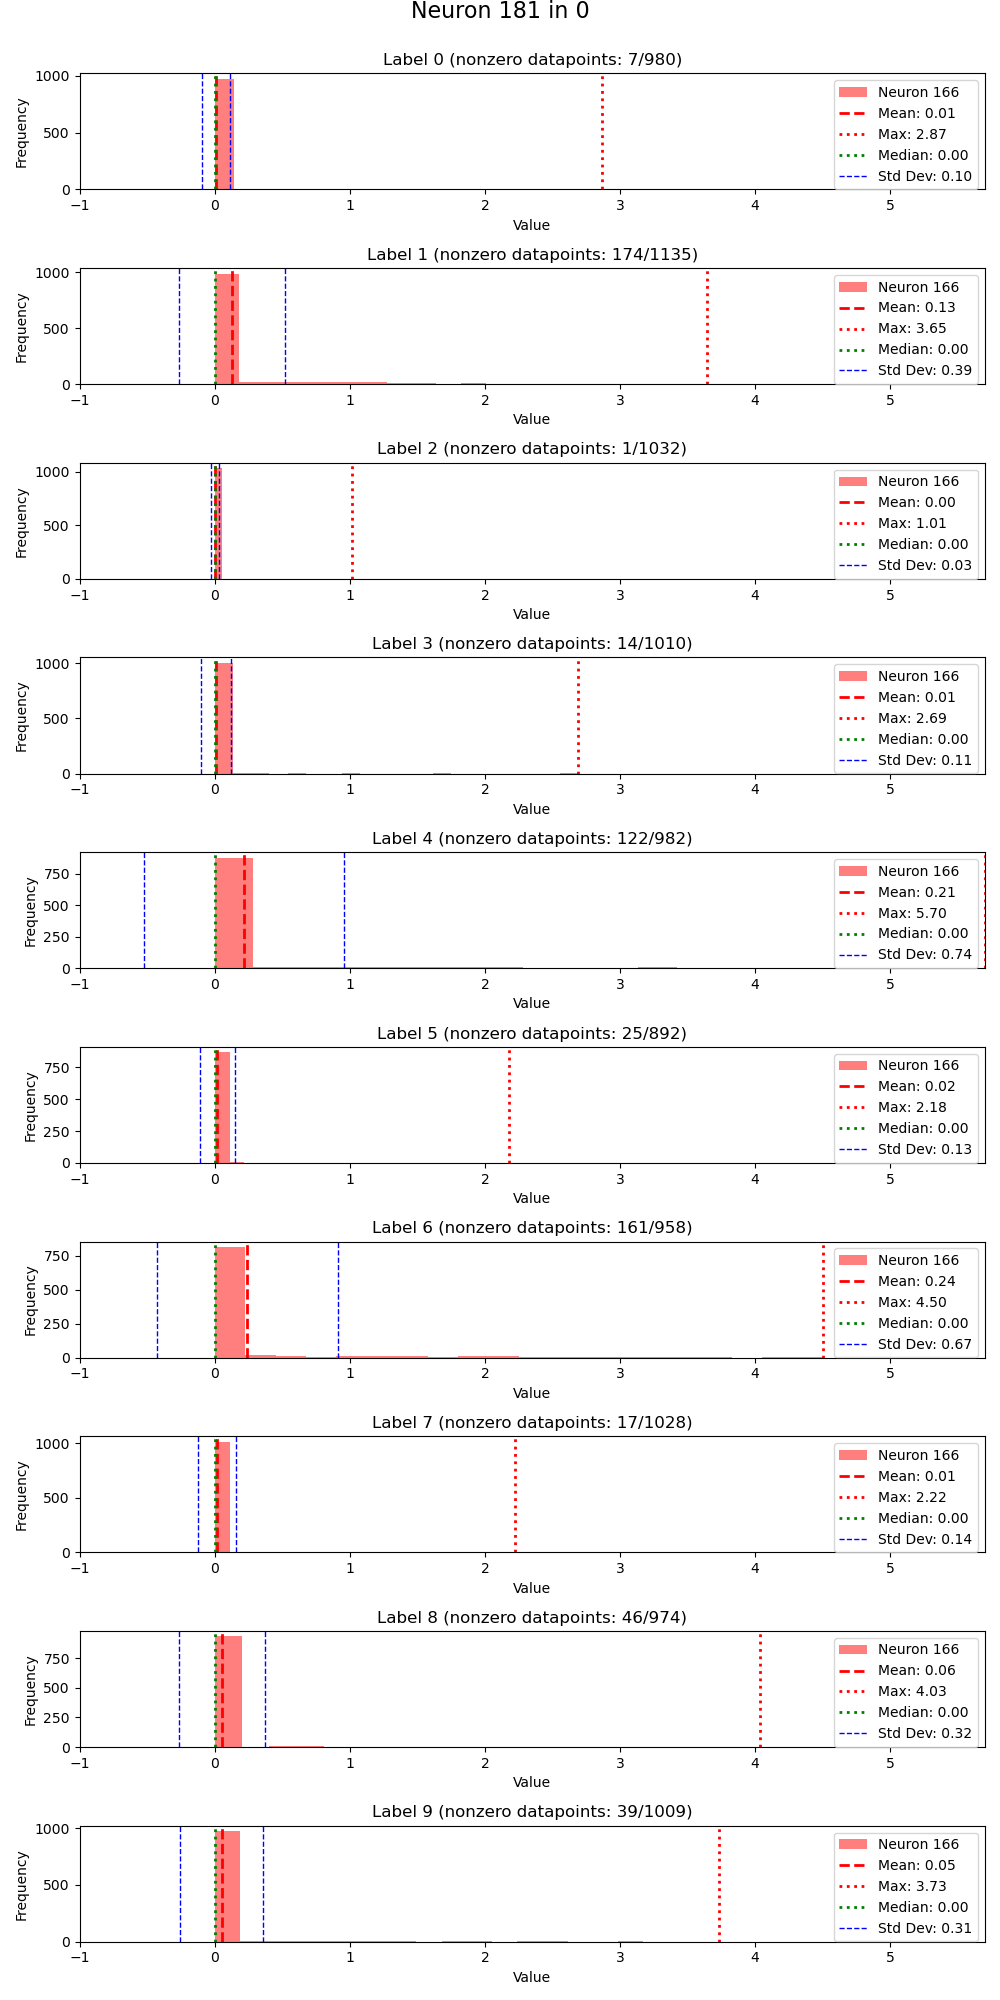 Neuron 181 in 0
Label 0 (nonzero datapoints: 7/980)
Frequency
1000
500
0
Neuron 166
Mean: 0.01
Max: 2.87
Median: 0.00
Std Dev: 0.10
−1 0 1 2 3 4 5
Value
Label 1 (nonzero datapoints: 174/1135)
Frequency
1000
500
0
Neuron 166
Mean: 0.13
Max: 3.65
Median: 0.00
Std Dev: 0.39
−1 0 1 2 3 4 5
Value
Label 2 (nonzero datapoints: 1/1032)
Frequency
1000
500
0
Neuron 166
Mean: 0.00
Max: 1.01
Median: 0.00
Std Dev: 0.03
−1 0 1 2 3 4 5
Value
Label 3 (nonzero datapoints: 14/1010)
Frequency
1000
500
0
Neuron 166
Mean: 0.01
Max: 2.69
Median: 0.00
Std Dev: 0.11
−1 0 1 2 3 4 5
Value
Label 4 (nonzero datapoints: 122/982)
Frequency
750
500
250
0
Neuron 166
Mean: 0.21
Max: 5.70
Median: 0.00
Std Dev: 0.74
−1 0 1 2 3 4 5
Value
Label 5 (nonzero datapoints: 25/892)
Frequency
750
500
250
0
Neuron 166
Mean: 0.02
Max: 2.18
Median: 0.00
Std Dev: 0.13
−1 0 1 2 3 4 5
Value
Label 6 (nonzero datapoints: 161/958)
Frequency
750
500
250
0
Neuron 166
Mean: 0.24
Max: 4.50
Median: 0.00
Std Dev: 0.67
−1 0 1 2 3 4 5
Value
Label 7 (nonzero datapoints: 17/1028)
Frequency
1000
500
0
Neuron 166
Mean: 0.01
Max: 2.22
Median: 0.00
Std Dev: 0.14
−1 0 1 2 3 4 5
Value
Label 8 (nonzero datapoints: 46/974)
Frequency
750
500
250
0
Neuron 166
Mean: 0.06
Max: 4.03
Median: 0.00
Std Dev: 0.32
−1 0 1 2 3 4 5
Value
Label 9 (nonzero datapoints: 39/1009)
Frequency
1000
500
0
Neuron 166
Mean: 0.05
Max: 3.73
Median: 0.00
Std Dev: 0.31
−1 0 1 2 3 4 5
Value